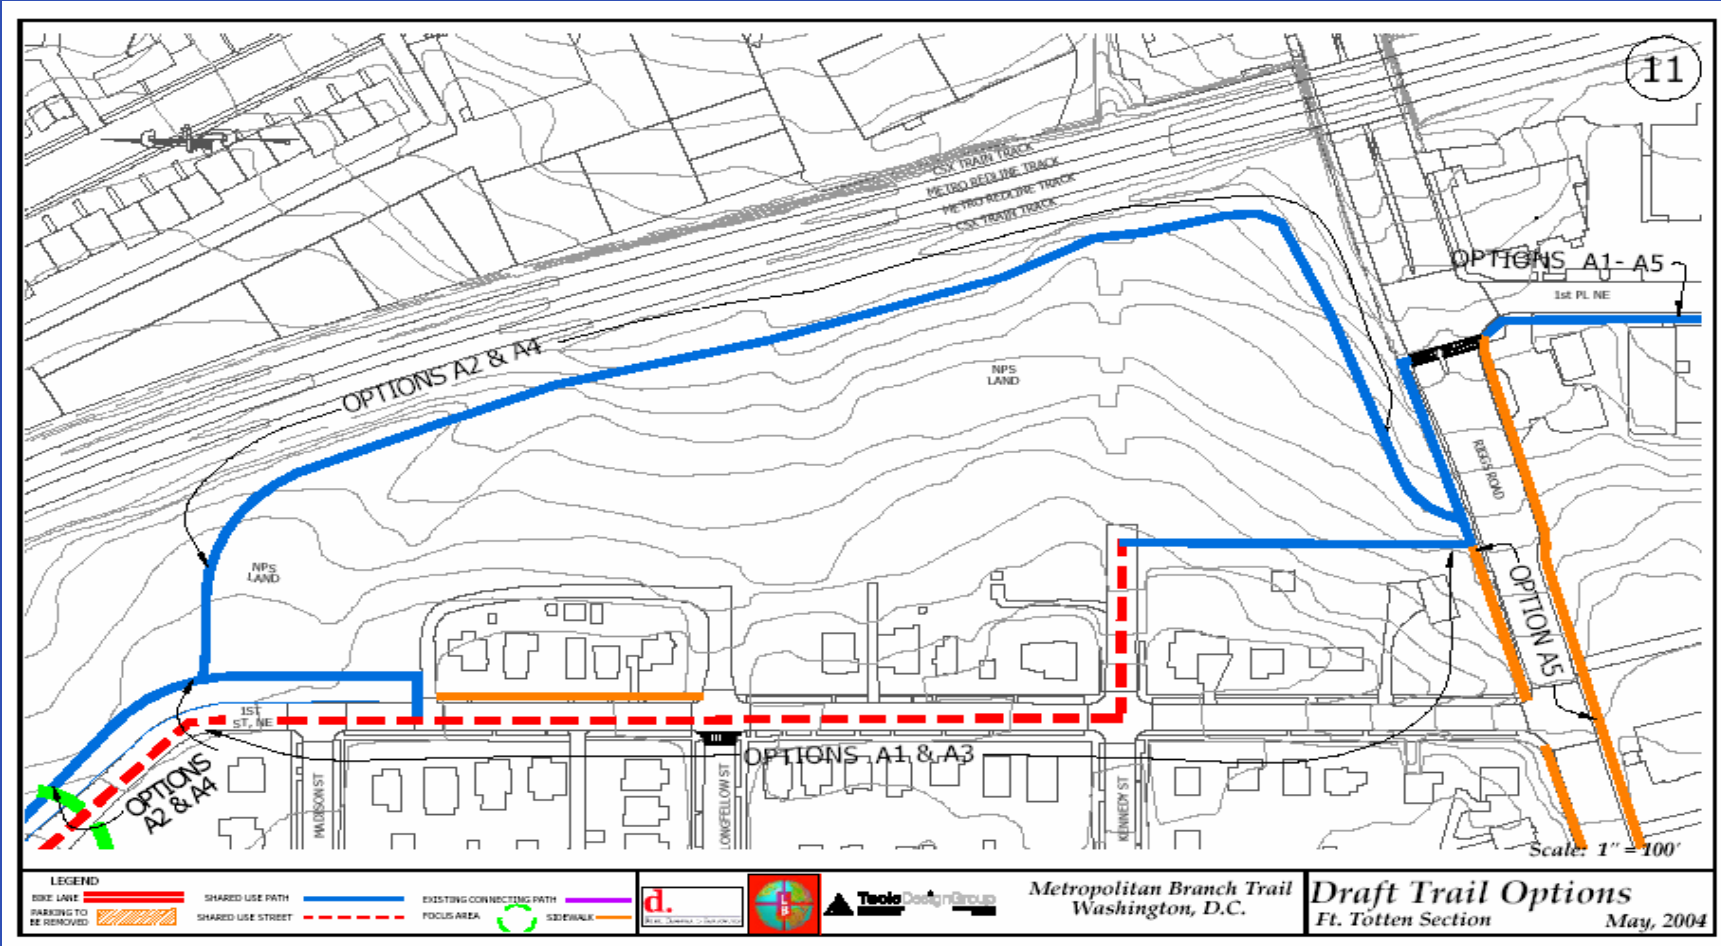 11
CSX TRAIN TRACK
METRO REDLINE TRACK
METRO REDLINE TRACK
CSX TRAIN TRACK
OPTIONS A1- A5
1st PL NE
OPTIONS A2 & A4
NPS
LAND
RIGGS ROAD
NPS
LAND
OPTION A5
1ST
ST, NE
OPTIONS A1 & A3
OPTIONS
A2 & A4
MADISON ST
LONGFELLOW ST
KENNEDY ST
Scale: 1" = 100'
LEGEND
BIKE LANE
SHARED USE PATH
EXISTING CONNECTING PATH
PARKING TO
BE REMOVED
SHARED USE STREET
FOCUS AREA
SIDEWALK
d.
Toole DesignGroup
Metropolitan Branch Trail
Washington, D.C.
Draft Trail Options
Ft. Totten Section
May, 2004